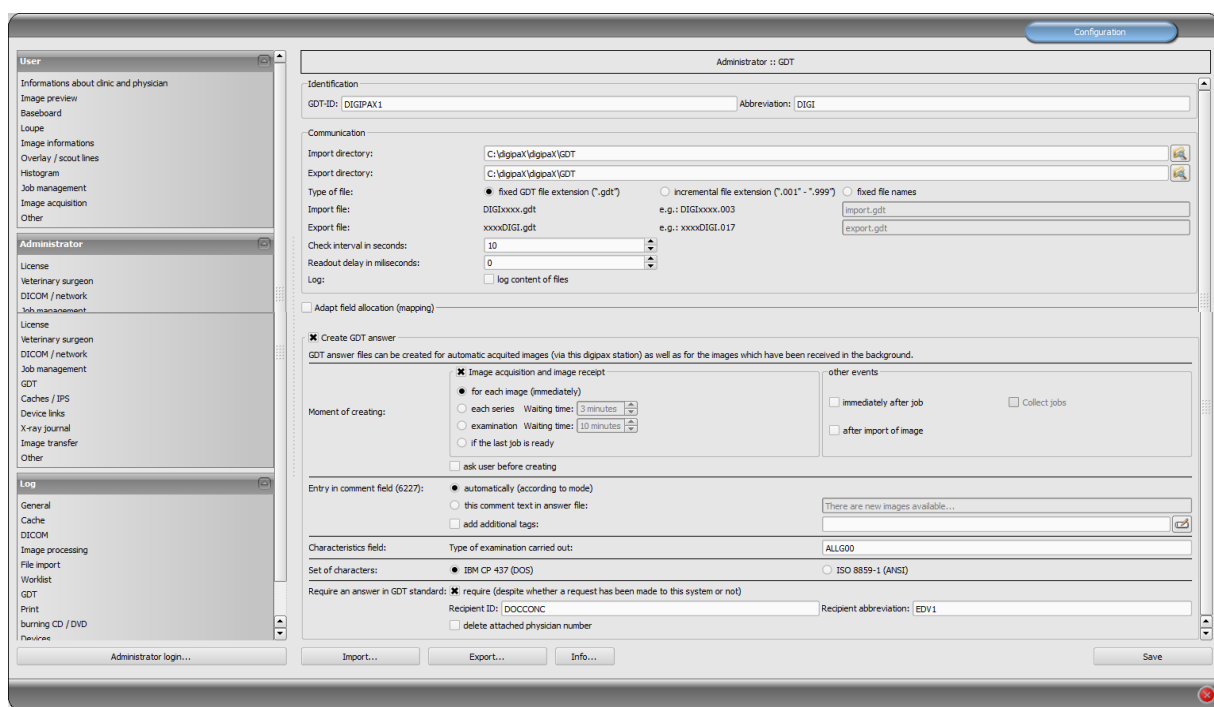 Configuration
User
Informations about clinic and physician
Image preview
Baseboard
Loupe
Image informations
Overlay / scout lines
Histogram
Job management
Image acquisition
Other
Administrator
License
Veterinary surgeon
DICOM / network
Job management
License
Veterinary surgeon
DICOM / network
Job management
GDT
Caches / IPS
Device links
X-ray journal
Image transfer
Other
Log
General
Cache
DICOM
Image processing
File import
Worklist
GDT
Print
burning CD / DVD
Devices
Administrator login...
Administrator :: GDT
Identification
GDT-ID: DIGIPAX1 Abbreviation: DIGI
Communication
Import directory: C:\digipaX\digipaX\GDT
Export directory: C:\digipaX\digipaX\GDT
Type of file: fixed GDT file extension (".gdt") incremental file extension (".001" - ".999") fixed file names
Import file: DIGIxxxx.gdt e.g.: DIGIxxxx.003 import.gdt
Export file: xxxxDIGI.gdt e.g.: xxxxDIGI.017 export.gdt
Check interval in seconds: 10
Readout delay in miliseconds: 0
Log: log content of files
Adapt field allocation (mapping)
Create GDT answer
GDT answer files can be created for automatic acquited images (via this digipax station) as well as for the images which have been received in the background.
Moment of creating:
Image acquisition and image receipt
for each image (immediately)
each series Waiting time: 3 minutes
examination Waiting time: 10 minutes
if the last job is ready
other events
immediately after job Collect jobs
after import of image
ask user before creating
Entry in comment field (6227): automatically (according to mode)
this comment text in answer file: There are new images available...
add additional tags:
Characteristics field: Type of examination carried out: ALLG00
Set of characters: IBM CP 437 (DOS) ISO 8859-1 (ANSI)
Require an answer in GDT standard: require (despite whether a request has been made to this system or not)
Recipient ID: DOCCONC Recipient abbreviation: EDV1
delete attached physician number
Import... Export... Info... Save